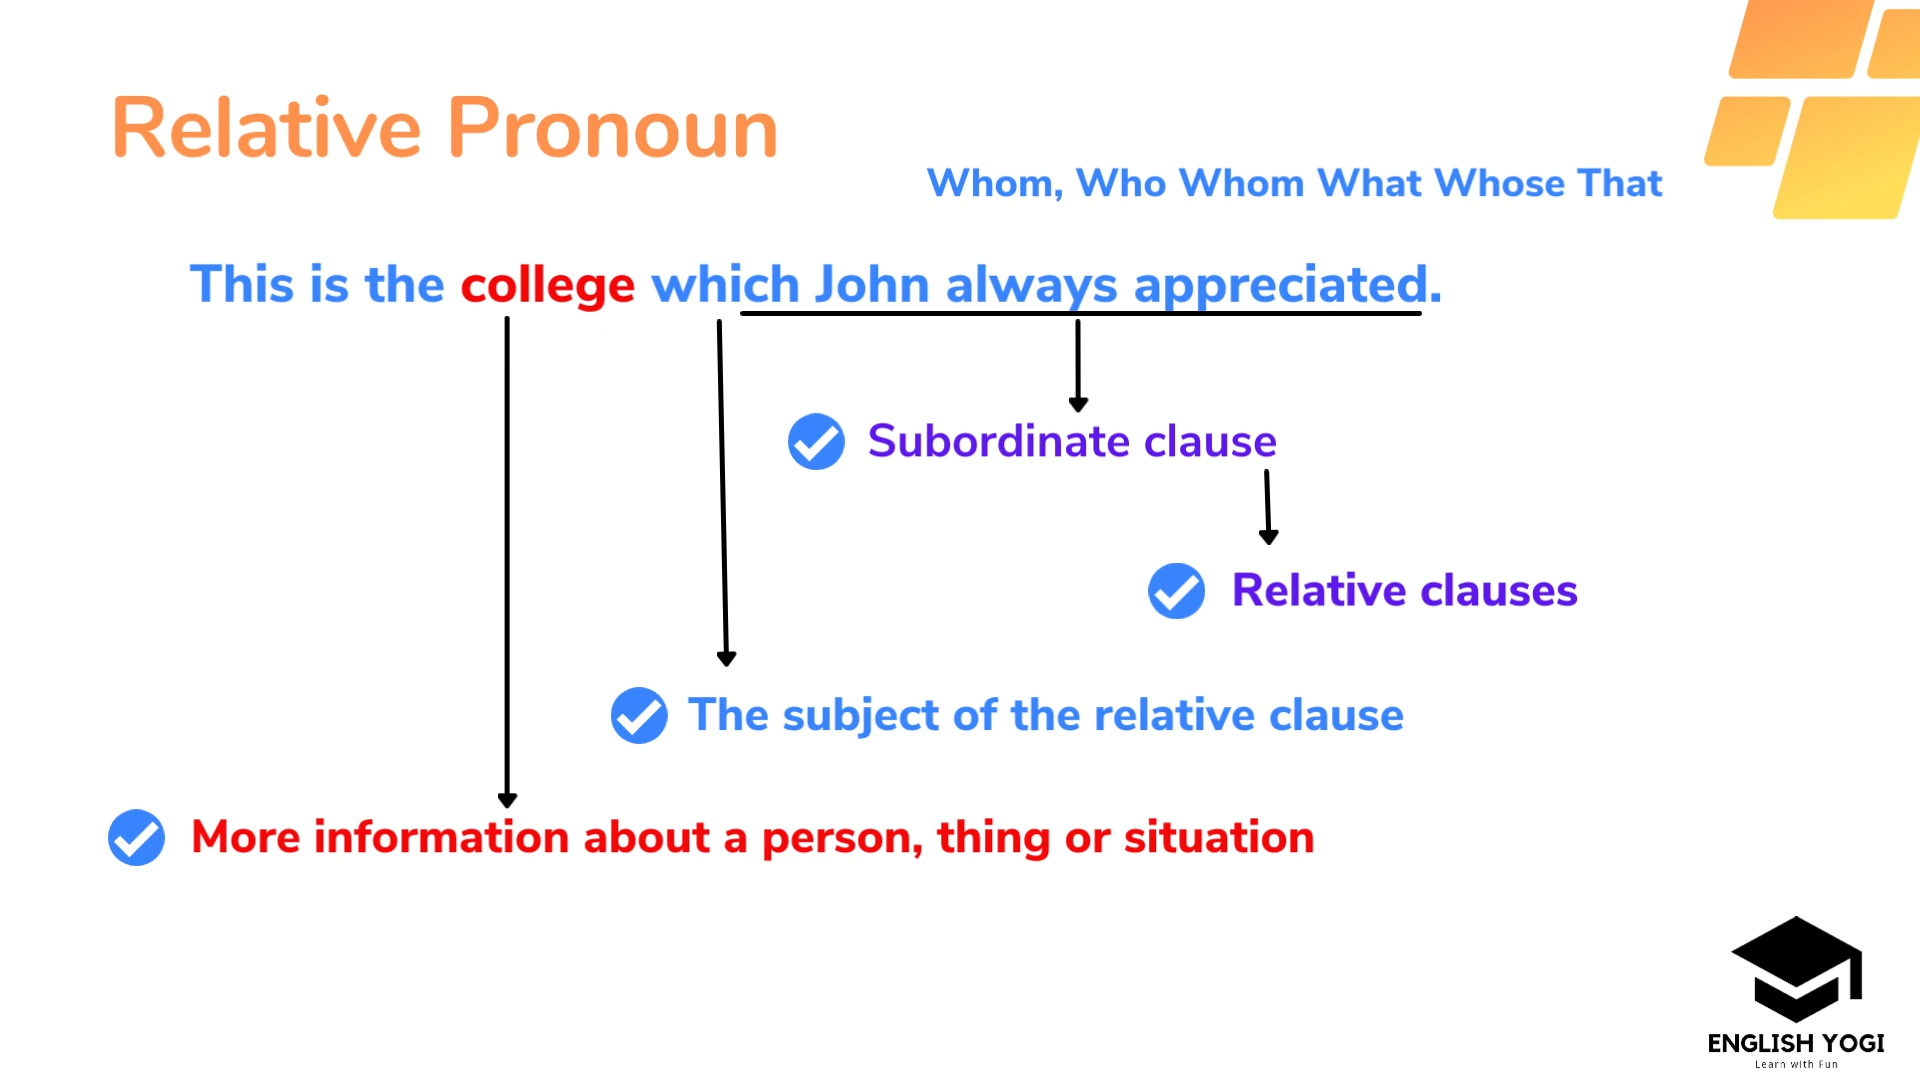 Relative Pronoun
Whom, Who Whom What Whose That
This is the college which John always appreciated.
Subordinate clause
Relative clauses
The subject of the relative clause
More information about a person, thing or situation
ENGLISH YOGI
Learn with Fun